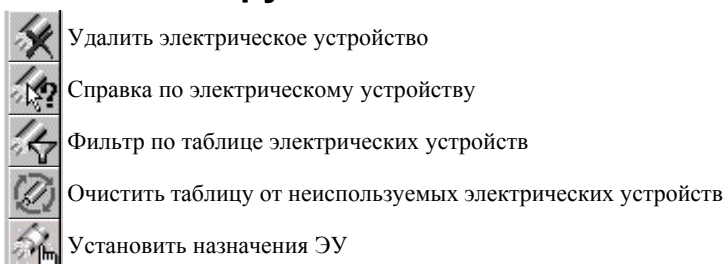 Удалить электрическое устройство
Справка по электрическому устройству
Фильтр по таблице электрических устройств
Очистить таблицу от неиспользуемых электрических устройств
Установить назначения ЭУ